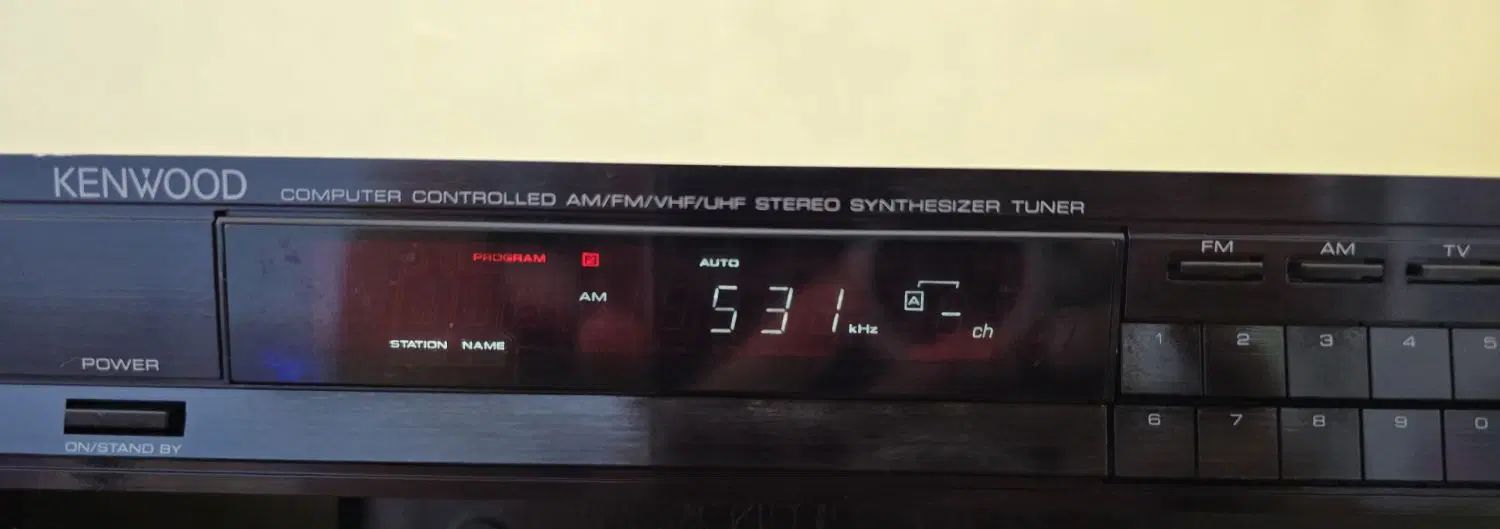 KENWOOD COMPUTER CONTROLLED AM/FM/VHF/UHF STEREO SYNTHESIZER TUNER
FM AM TV
PROGRAM AUTO
AM 531 kHz A - ch
STATION NAME
1 2 3 4 5
POWER
6 7 8 9 0
ON/STAND BY